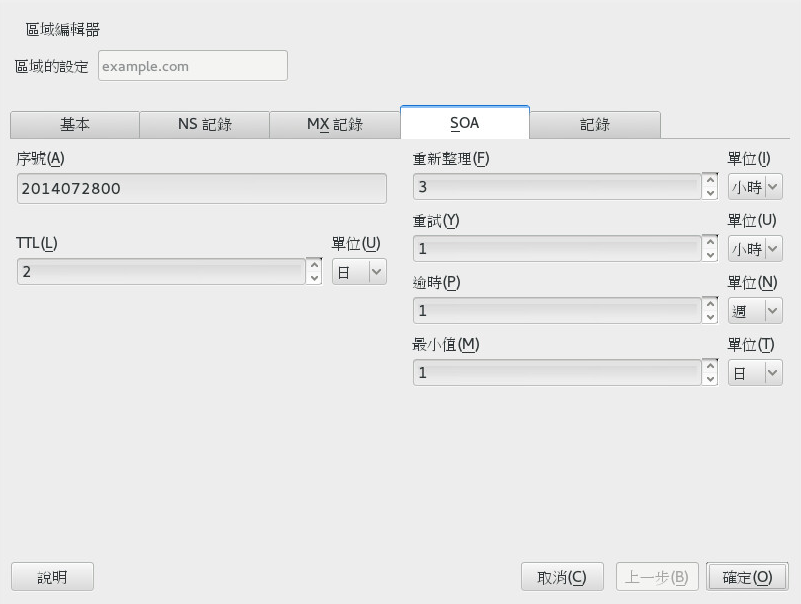 區域編輯器
區域的設定 example.com
基本 NS 記錄 MX 記錄 SOA 記錄
序號(A)
2014072800
TTL(L) 單位(U)
2 日
重新整理(F) 單位(I)
3 小時
重試(Y) 單位(U)
1 小時
逾時(P) 單位(N)
1 週
最小值(M) 單位(T)
1 日
說明 取消(C) 上一步(B) 確定(O)